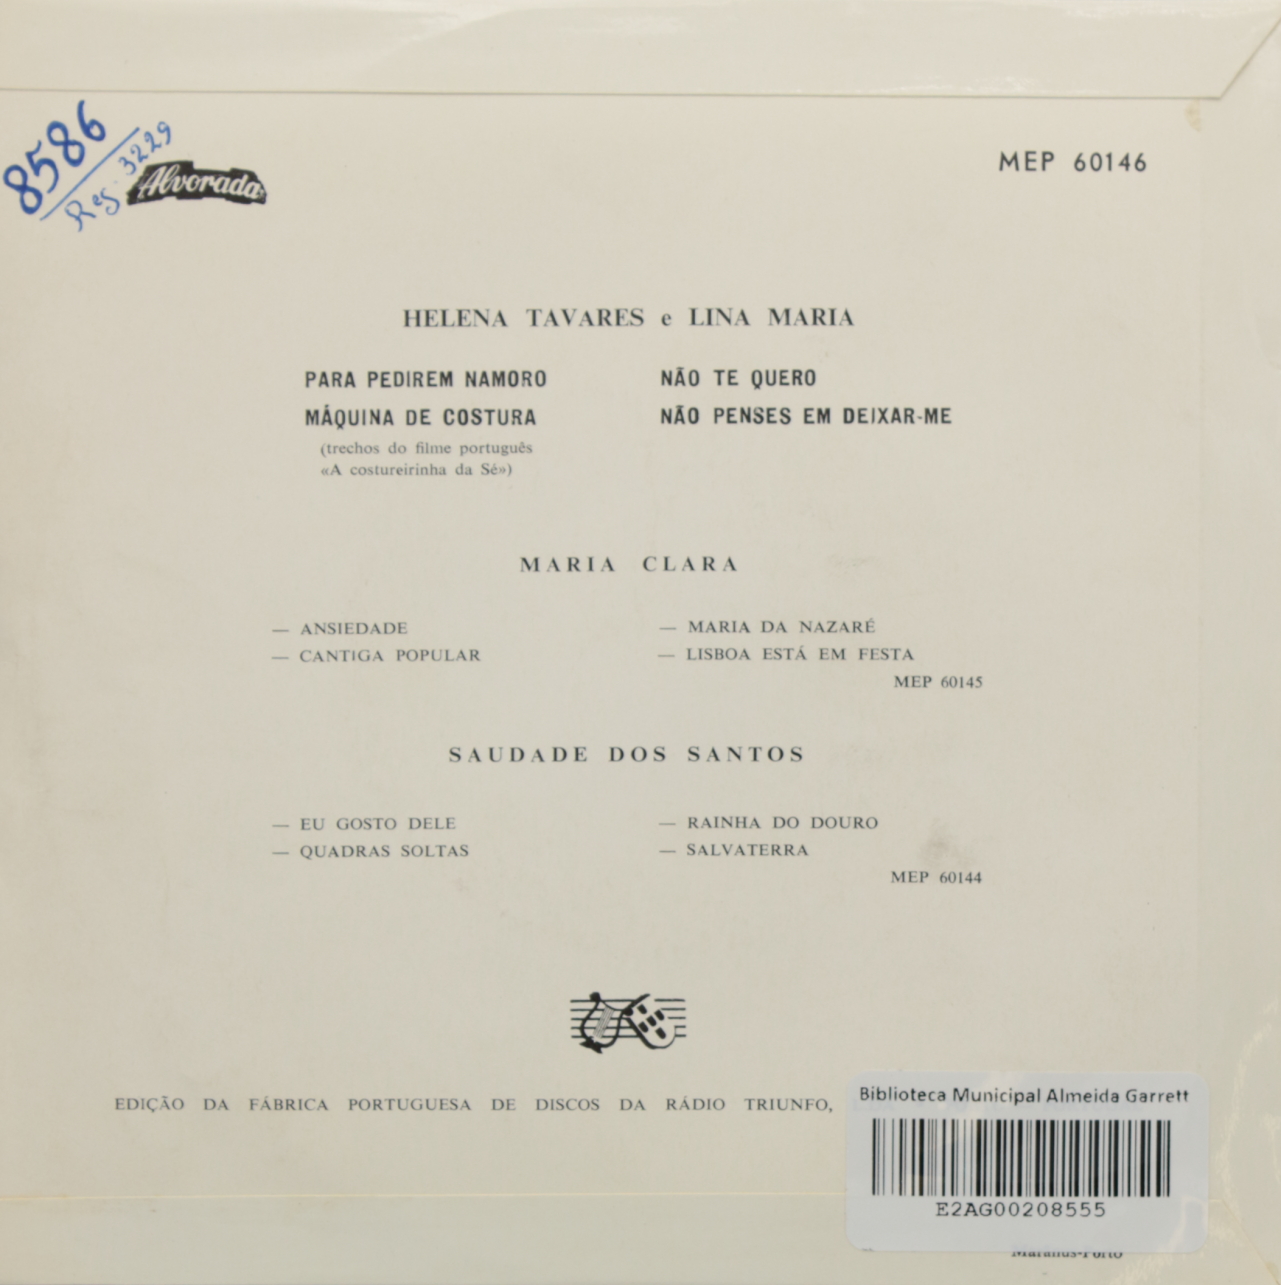 8586
Reg. 3229
Alvorada
MEP 60146
HELENA TAVARES e LINA MARIA
PARA PEDIREM NAMORO
MÁQUINA DE COSTURA
(trechos do filme português
«A costureirinha da Sé»)
NÃO TE QUERO
NÃO PENSES EM DEIXAR-ME
MARIA CLARA
— ANSIEDADE
— CANTIGA POPULAR
— MARIA DA NAZARÉ
— LISBOA ESTÁ EM FESTA
MEP 60145
SAUDADE DOS SANTOS
— EU GOSTO DELE
— QUADRAS SOLTAS
— RAINHA DO DOURO
— SALVATERRA
MEP 60144
EDIÇÃO DA FÁBRICA PORTUGUESA DE DISCOS DA RÁDIO TRIUNFO,
Biblioteca Municipal Almeida Garrett
E2AG00208555
Maranus-Porto